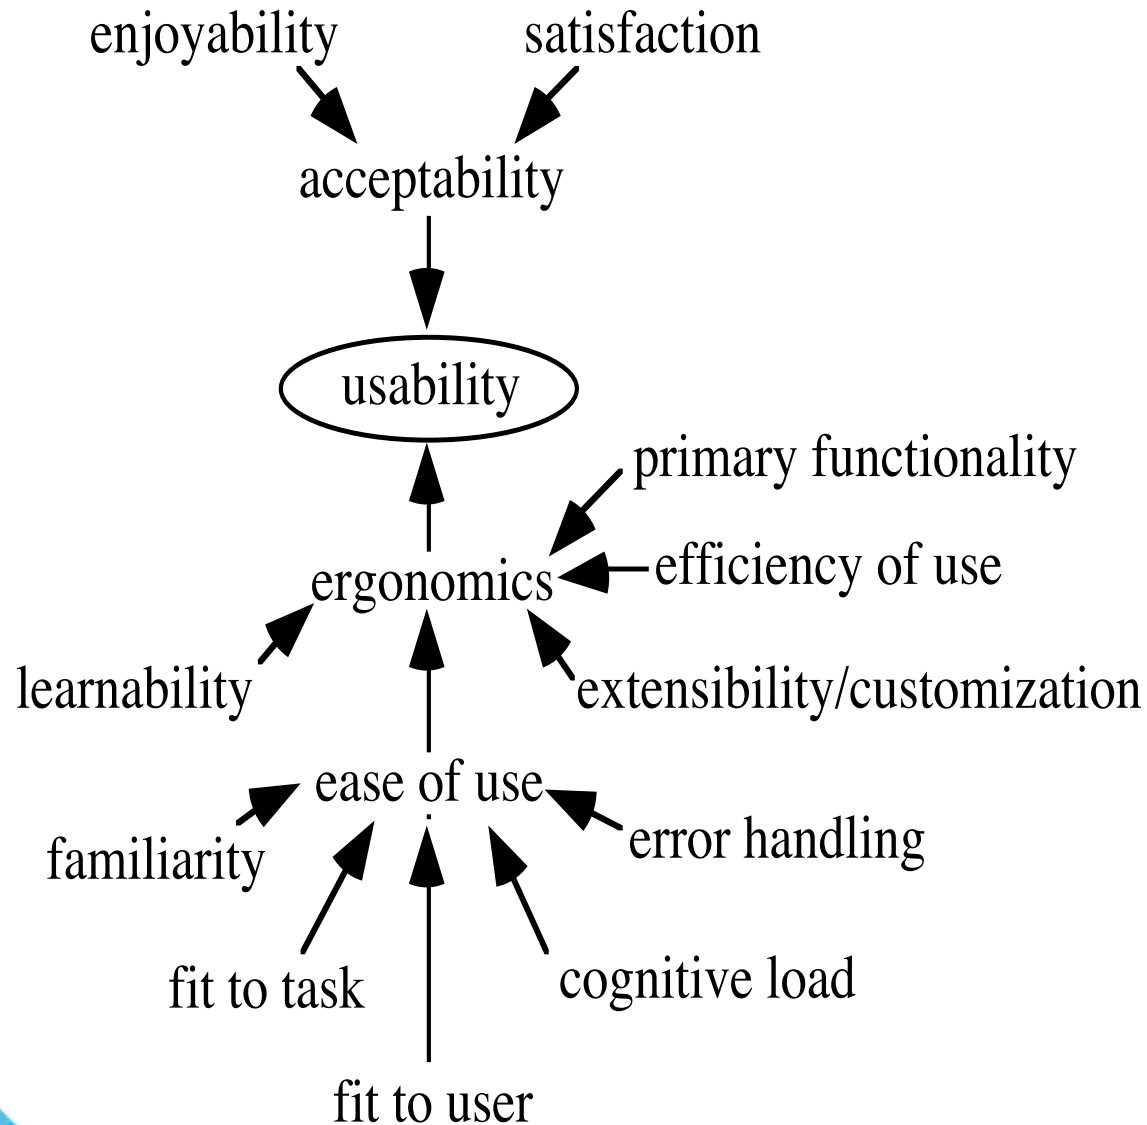 enjoyability
satisfaction
acceptability
usability
primary functionality
efficiency of use
ergonomics
learnability
extensibility/customization
ease of use
familiarity
error handling
fit to task
cognitive load
fit to user